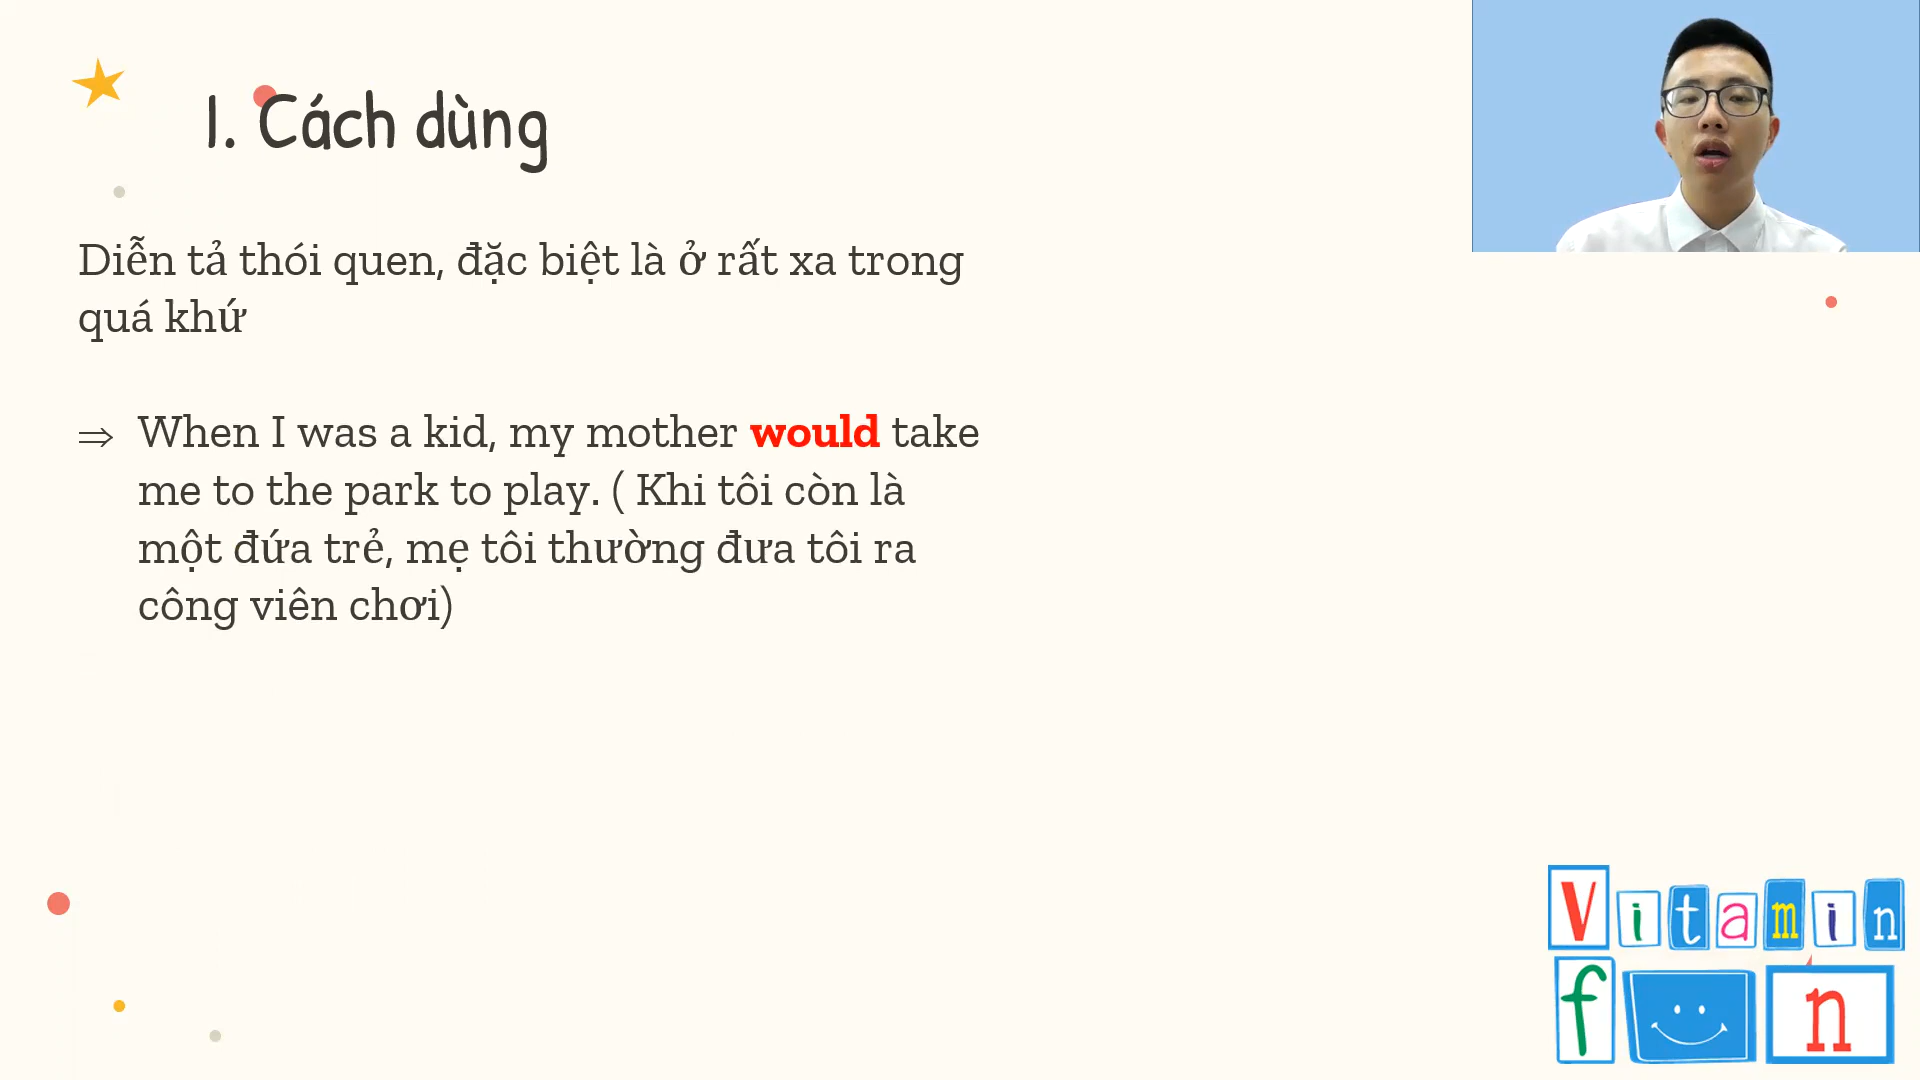 1. Cách dùng
Diễn tả thói quen, đặc biệt là ở rất xa trong
quá khứ
⇒ When I was a kid, my mother would take
me to the park to play. ( Khi tôi còn là
một đứa trẻ, mẹ tôi thường đưa tôi ra
công viên chơi)
Vitamin
f n